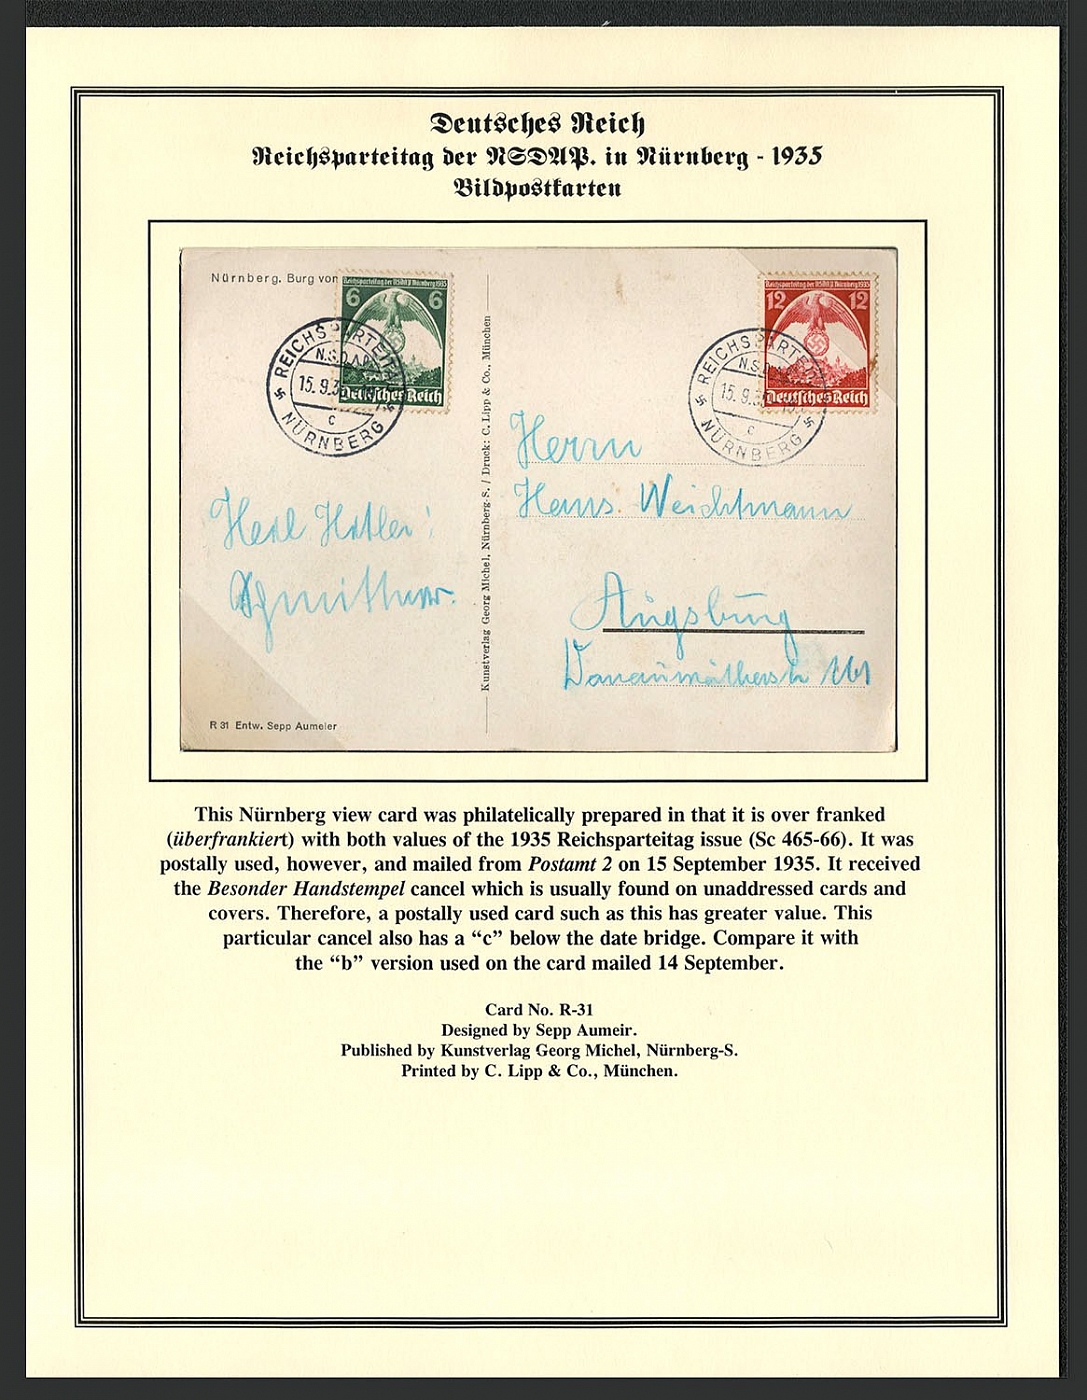 Deutsches Reich
Reichsparteitag der NSDAP. in Nürnberg - 1935
Bildpostkarten
Nürnberg. Burg von
Reichsparteitag der NSDAP Nürnberg 1935
6 6
Deutsches Reich
REICHSPARTEITAG
N.S.D.A.P.
15.9.35
c
NÜRNBERG
Heil Hitler!
R 31 Entw. Sepp Aumeier
Kunstverlag Georg Michel, Nürnberg-S. / Druck: C. Lipp & Co., München
Reichsparteitag der NSDAP Nürnberg 1935
12 12
Deutsches Reich
REICHSPARTE
N.S.D.
15.9.3
c
NÜRNBERG
Herrn
Hans Weichtmann
Augsburg
This Nürnberg view card was philatelically prepared in that it is over franked
(überfrankiert) with both values of the 1935 Reichsparteitag issue (Sc 465-66). It was
postally used, however, and mailed from Postamt 2 on 15 September 1935. It received
the Besonder Handstempel cancel which is usually found on unaddressed cards and
covers. Therefore, a postally used card such as this has greater value. This
particular cancel also has a “c” below the date bridge. Compare it with
the “b” version used on the card mailed 14 September.
Card No. R-31
Designed by Sepp Aumeir.
Published by Kunstverlag Georg Michel, Nürnberg-S.
Printed by C. Lipp & Co., München.